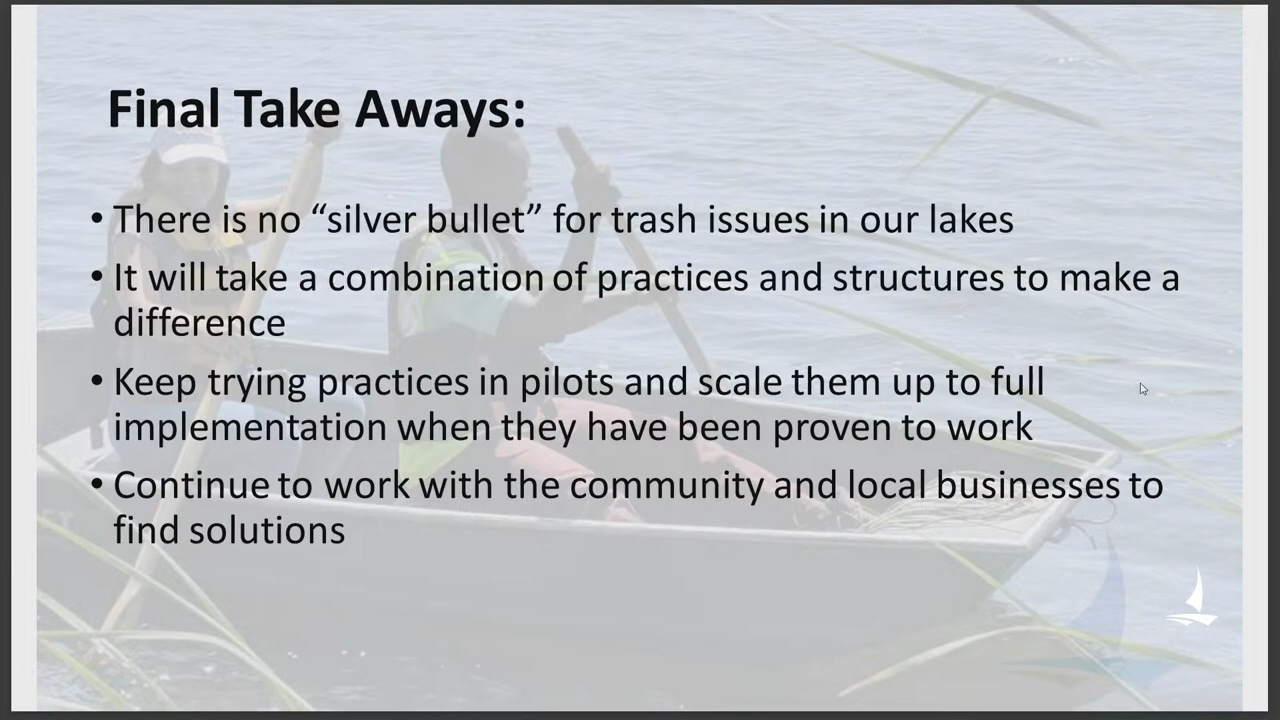 Final Take Aways:
• There is no “silver bullet” for trash issues in our lakes
• It will take a combination of practices and structures to make a
difference
• Keep trying practices in pilots and scale them up to full
implementation when they have been proven to work
• Continue to work with the community and local businesses to
find solutions